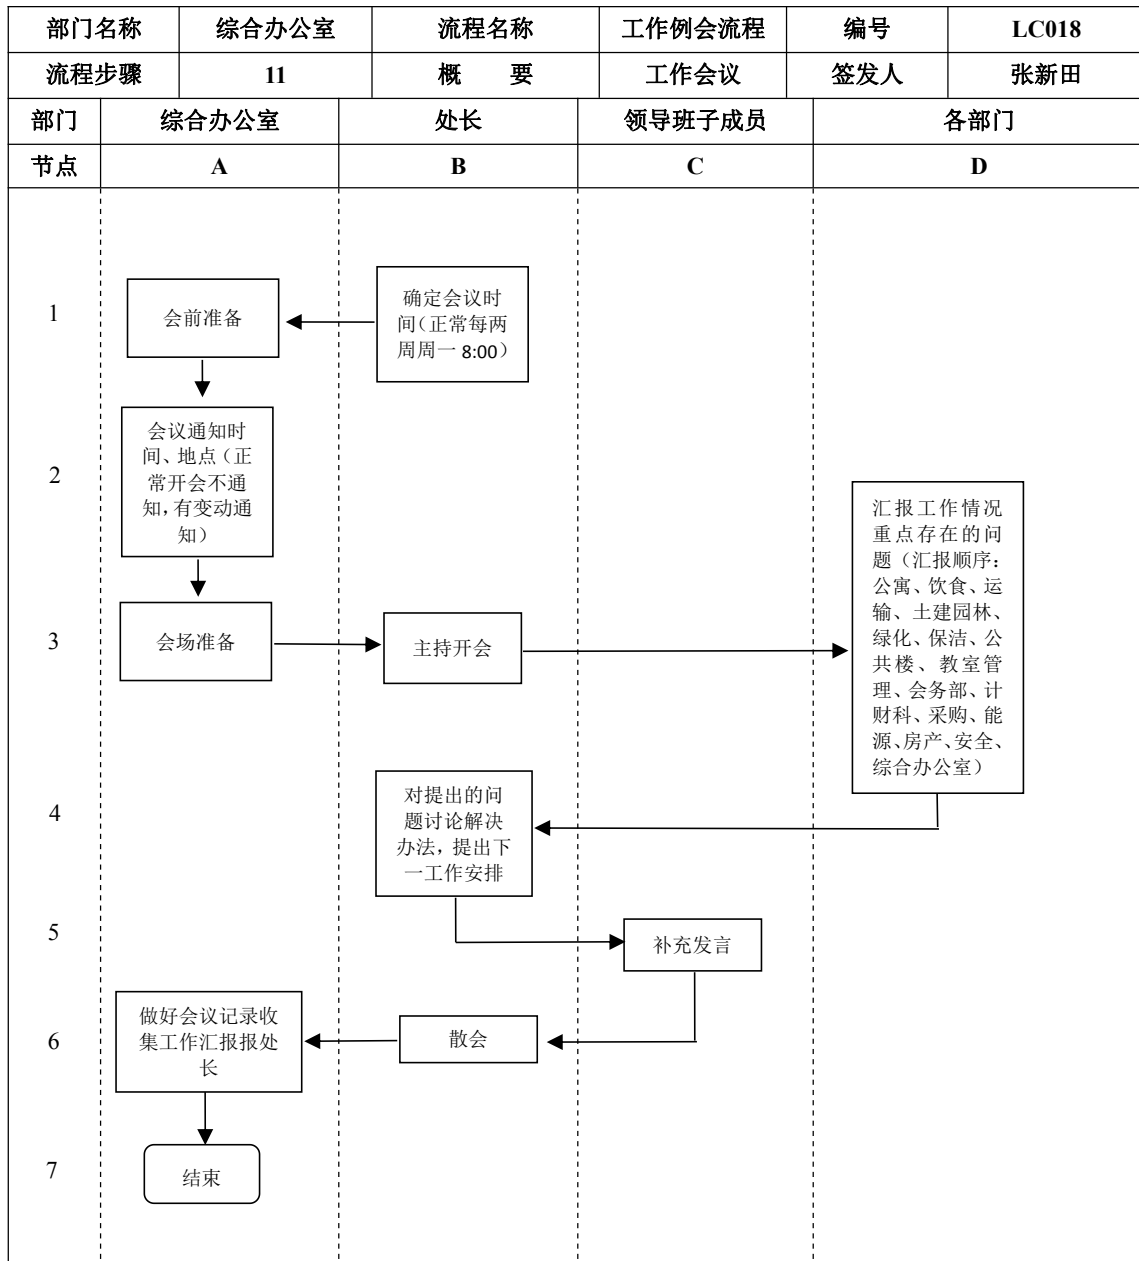 部门名称 综合办公室 流程名称 工作例会流程 编号 LC018
流程步骤 11 概 要 工作会议 签发人 张新田
部门 综合办公室 处长 领导班子成员 各部门
节点 A B C D
1
会前准备
确定会议时
间（正常每两
周周一 8:00）
2
会议通知时
间、地点（正
常开会不通
知，有变动通
知）
汇报工作情况
重点存在的问
题（汇报顺序：
公寓、饮食、运
输、土建园林、
绿化、保洁、公
共楼、教室管
理、会务部、计
财科、采购、能
源、房产、安全、
综合办公室）
3
会场准备
主持开会
4
对提出的问
题讨论解决
办法，提出下
一工作安排
5
补充发言
6
做好会议记录收
集工作汇报报处
长
散会
7
结束